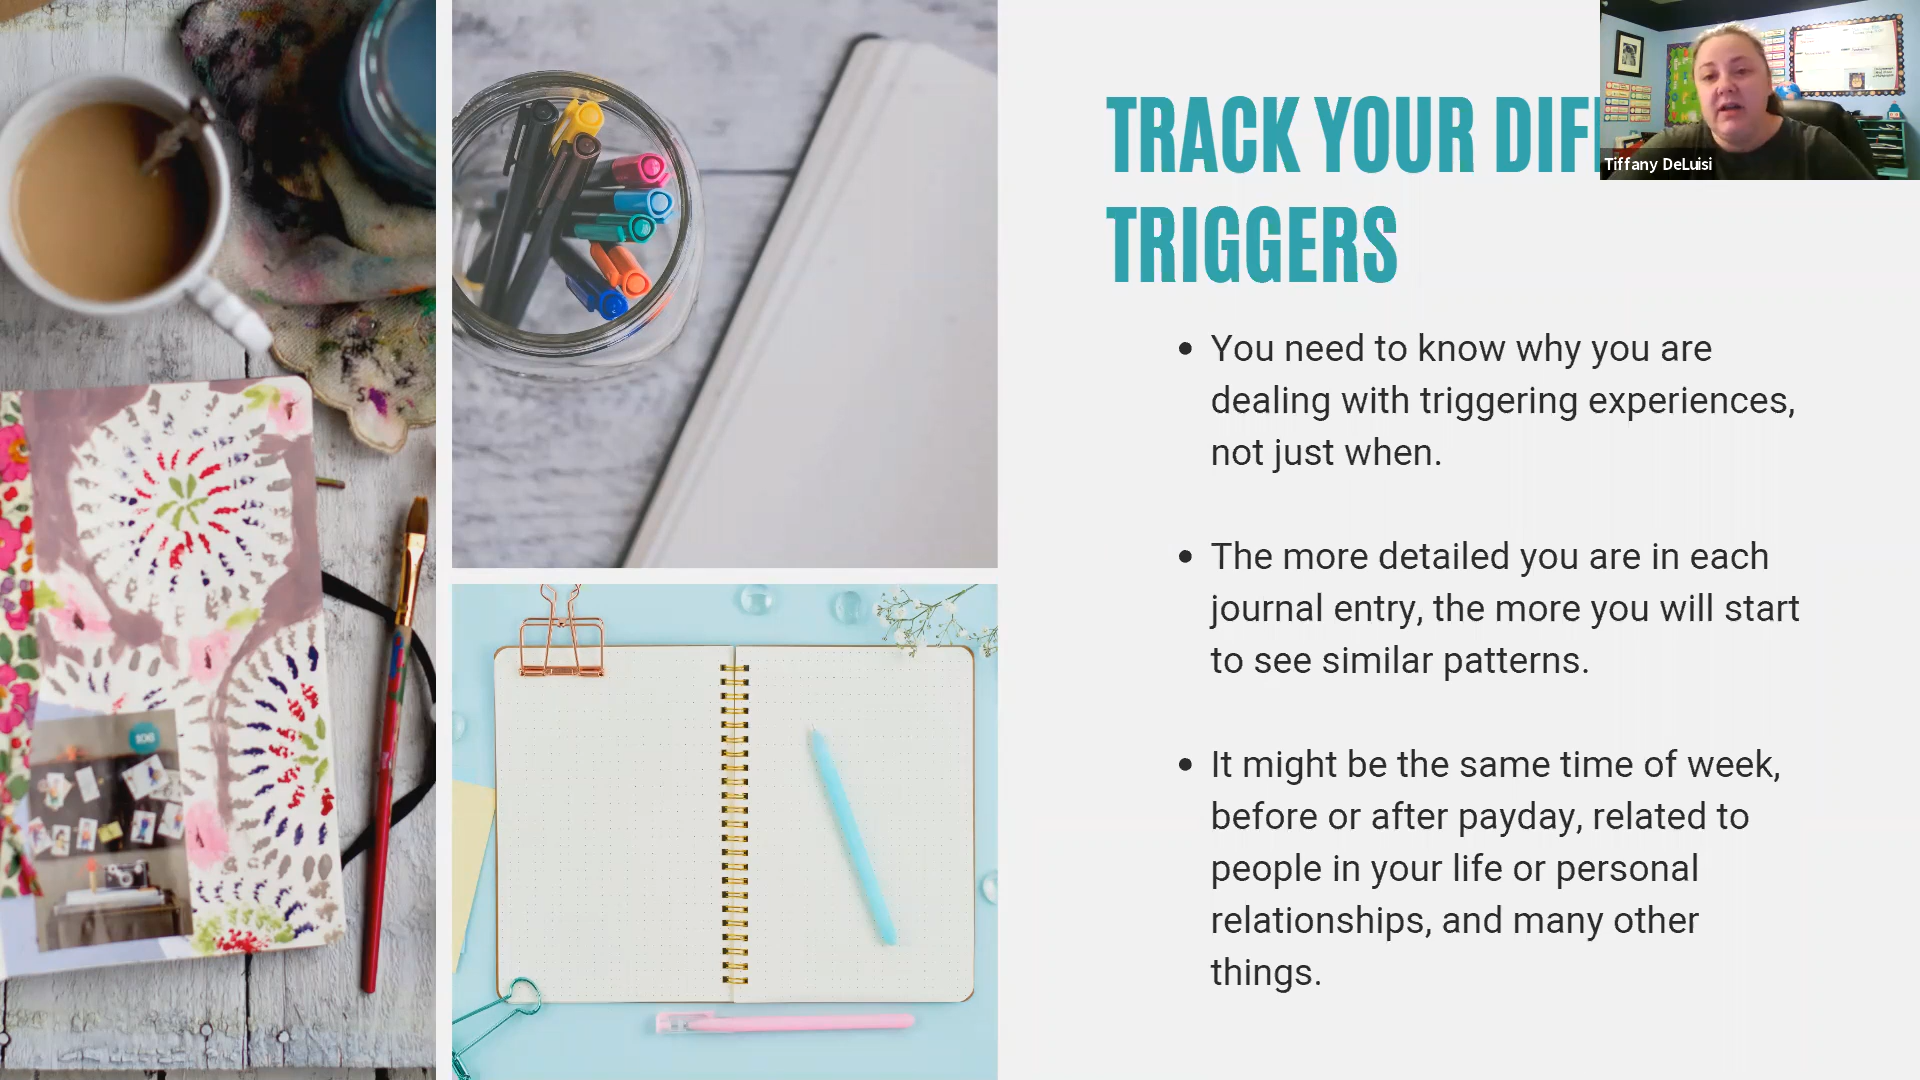 TRACK YOUR DIF
TRIGGERS
Tiffany DeLuisi
• You need to know why you are
dealing with triggering experiences,
not just when.
• The more detailed you are in each
journal entry, the more you will start
to see similar patterns.
• It might be the same time of week,
before or after payday, related to
people in your life or personal
relationships, and many other
things.